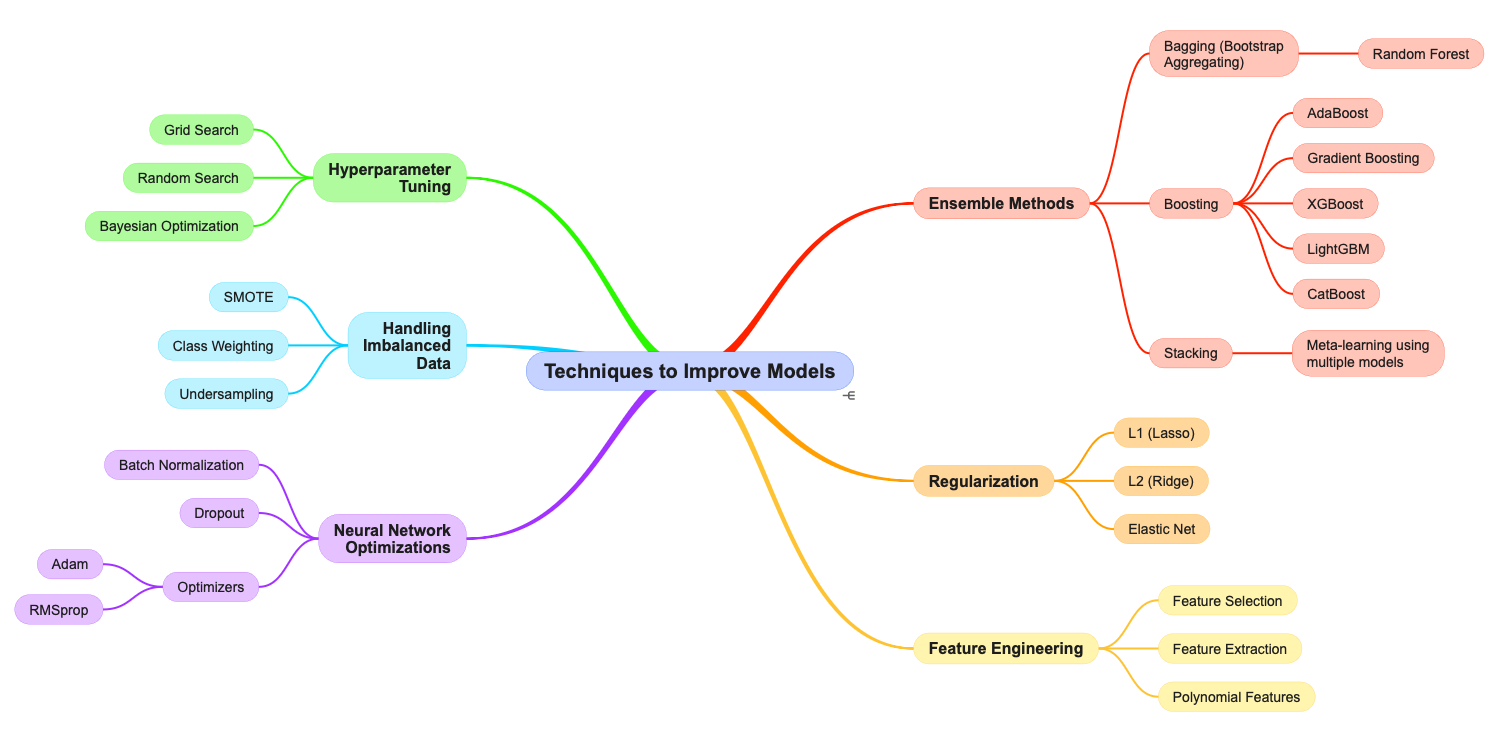 Techniques to Improve Models
Hyperparameter
Tuning
Grid Search
Random Search
Bayesian Optimization
Handling
Imbalanced
Data
SMOTE
Class Weighting
Undersampling
Neural Network
Optimizations
Batch Normalization
Dropout
Optimizers
Adam
RMSprop
Ensemble Methods
Bagging (Bootstrap
Aggregating)
Random Forest
Boosting
AdaBoost
Gradient Boosting
XGBoost
LightGBM
CatBoost
Stacking
Meta-learning using
multiple models
Regularization
L1 (Lasso)
L2 (Ridge)
Elastic Net
Feature Engineering
Feature Selection
Feature Extraction
Polynomial Features